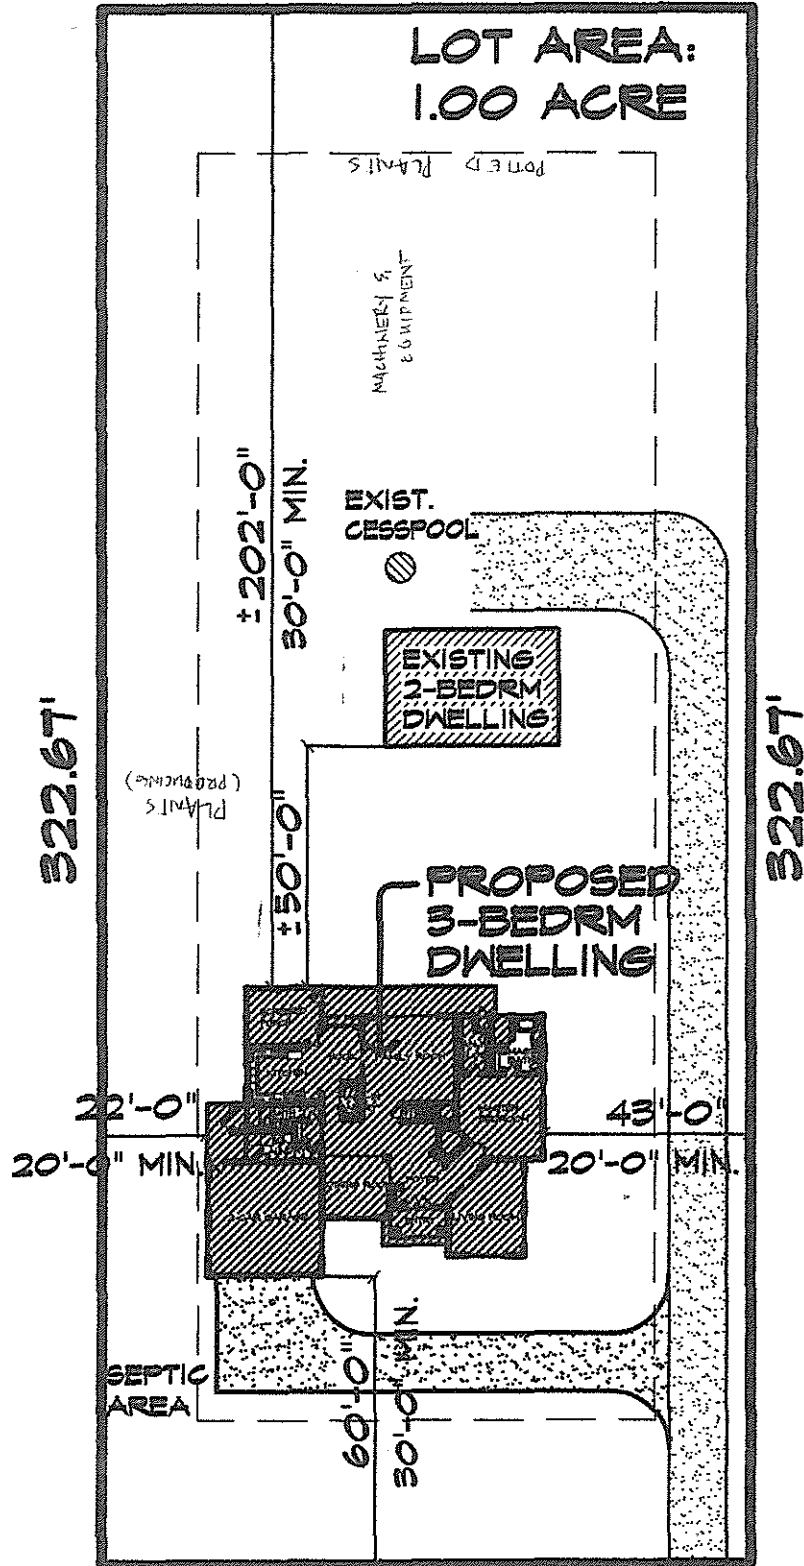 LOT AREA:
1.00 ACRE
POTTED PLANTS
MACHINERY &
EQUIPMENT
±202'-0"
30'-0" MIN.
EXIST.
CESSPOOL
EXISTING
2-BEDRM
DWELLING
322.67'
322.67'
PLANTS
(PRODUCING)
±50'-0"
PROPOSED
3-BEDRM
DWELLING
22'-0"
20'-0" MIN.
43'-0"
20'-0" MIN.
SEPTIC
AREA
60'-0"
30'-0" MIN.